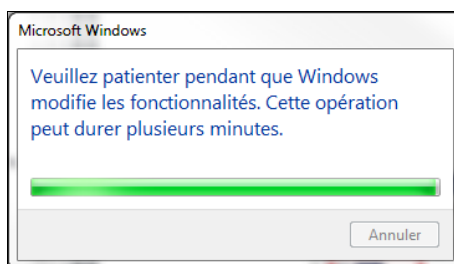 Microsoft Windows
Veuillez patienter pendant que Windows
modifie les fonctionnalités. Cette opération
peut durer plusieurs minutes.
Annuler